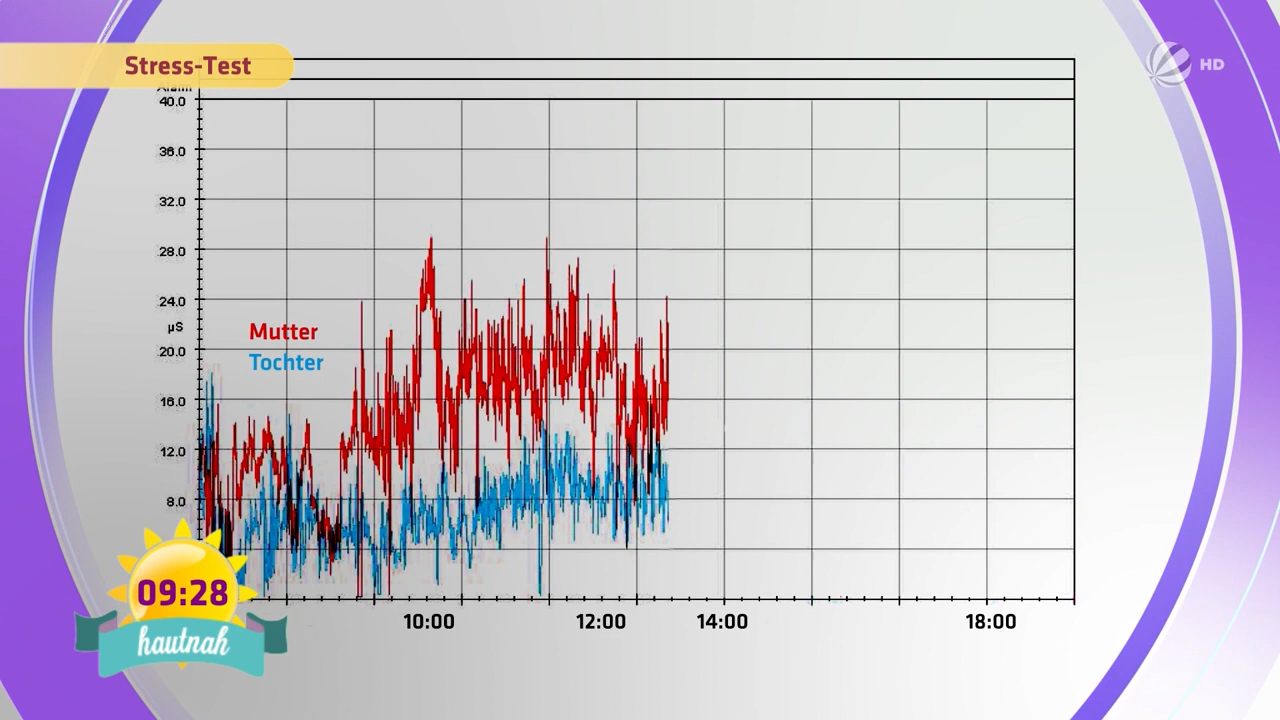 Stress-Test
HD
40.0
36.0
32.0
28.0
24.0
µS
20.0
16.0
12.0
8.0
Mutter
Tochter
10:00
12:00
14:00
18:00
09:28
hautnah